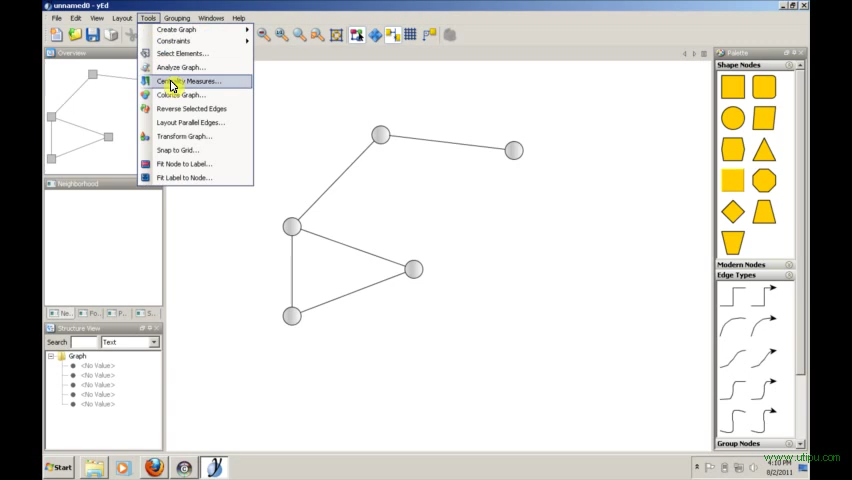 unnamed0 - yEd
File Edit View Layout Tools Grouping Windows Help
Create Graph
Constraints
Select Elements...
Analyze Graph...
Measures...
Graph...
Reverse Selected Edges
Layout Parallel Edges...
Transform Graph...
Snap to Grid...
Fit Node to Label...
Fit Label to Node...
Overview
Neighborhood
Ne... Fo... P... S...
Structure View
Search Text
Graph
<No Value>
<No Value>
<No Value>
<No Value>
<No Value>
Palette
Shape Nodes
Modern Nodes
Edge Types
Group Nodes
Start
www.utipu.com
4:10 PM
8/2/2011